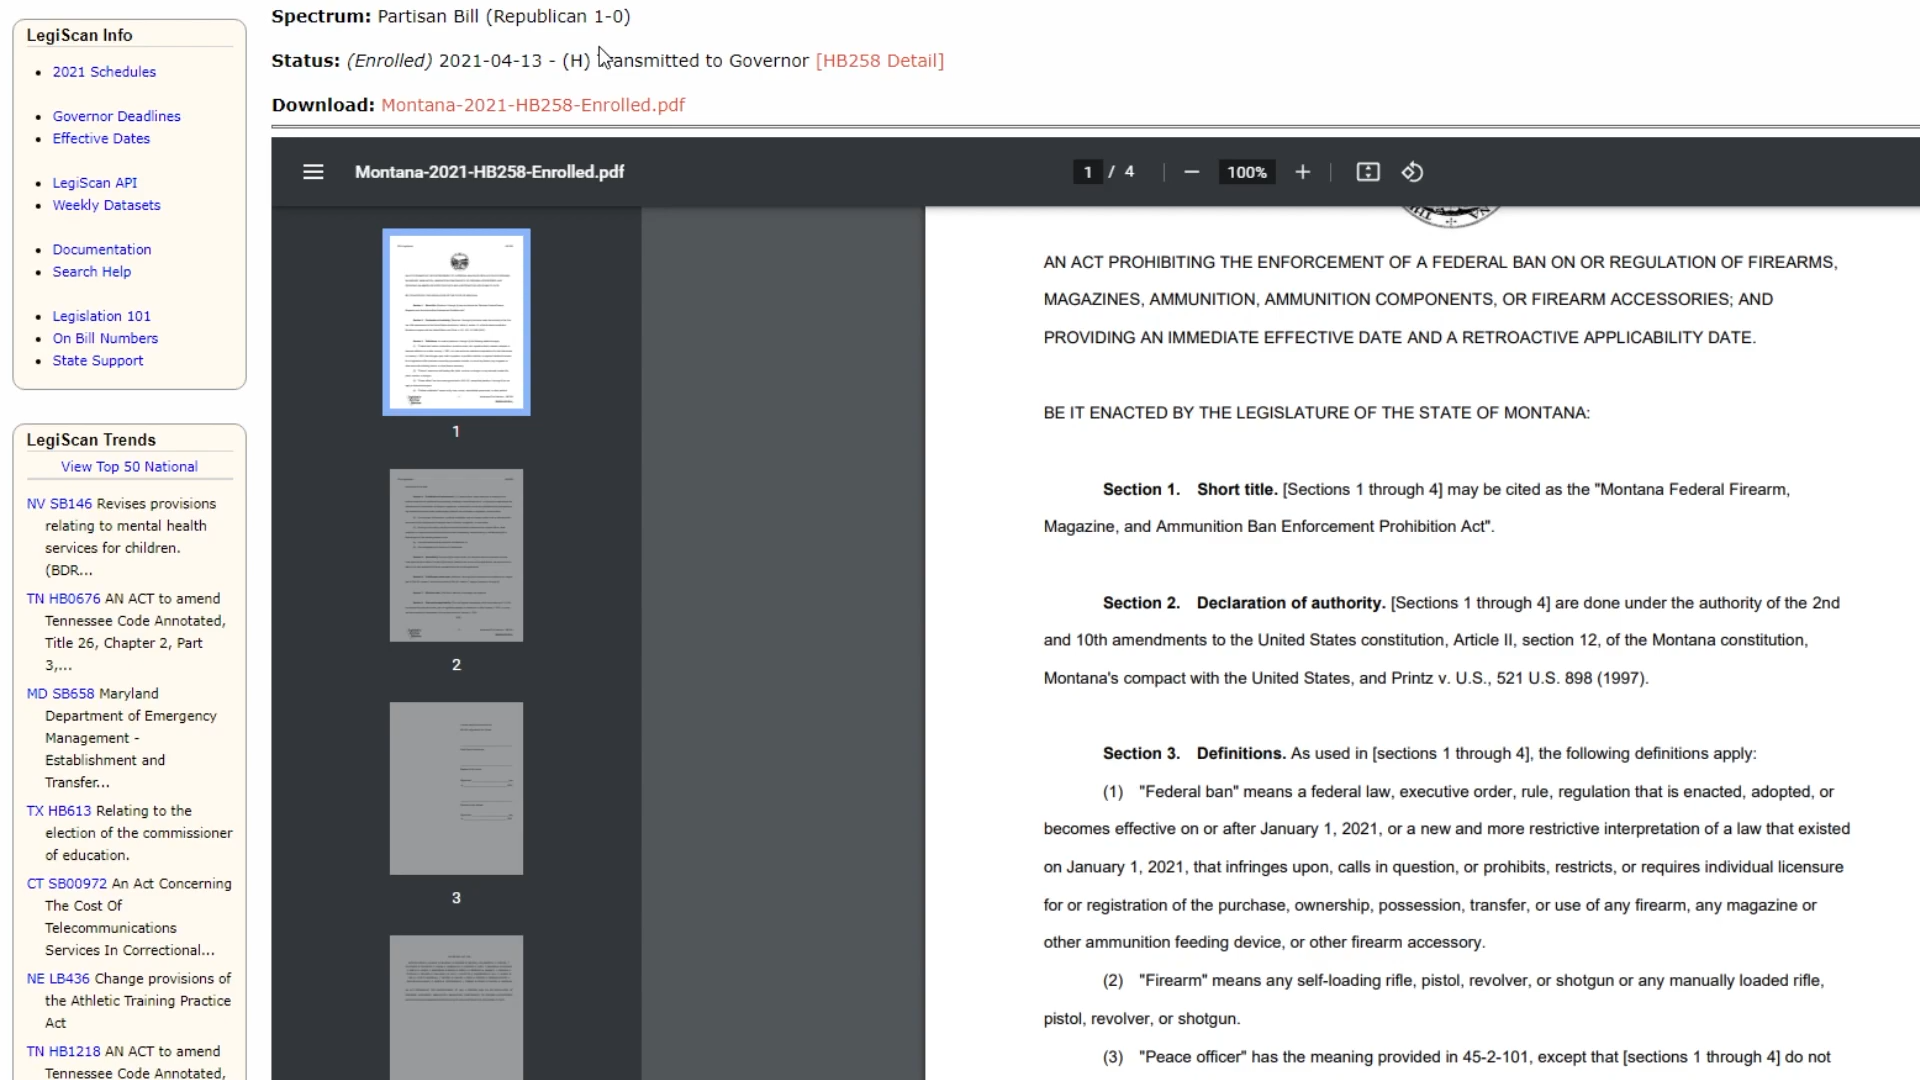 LegiScan Info
2021 Schedules
Governor Deadlines
Effective Dates
LegiScan API
Weekly Datasets
Documentation
Search Help
Legislation 101
On Bill Numbers
State Support
LegiScan Trends
View Top 50 National
NV SB146 Revises provisions
relating to mental health
services for children.
(BDR...
TN HB0676 AN ACT to amend
Tennessee Code Annotated,
Title 26, Chapter 2, Part
3,...
MD SB658 Maryland
Department of Emergency
Management -
Establishment and
Transfer...
TX HB613 Relating to the
election of the commissioner
of education.
CT SB00972 An Act Concerning
The Cost Of
Telecommunications
Services In Correctional...
NE LB436 Change provisions of
the Athletic Training Practice
Act
TN HB1218 AN ACT to amend
Tennessee Code Annotated,
Spectrum: Partisan Bill (Republican 1-0)
Status: (Enrolled) 2021-04-13 - (H) Transmitted to Governor [HB258 Detail]
Download: Montana-2021-HB258-Enrolled.pdf
Montana-2021-HB258-Enrolled.pdf
1 / 4
100%
1
2
3
AN ACT PROHIBITING THE ENFORCEMENT OF A FEDERAL BAN ON OR REGULATION OF FIREARMS,
MAGAZINES, AMMUNITION, AMMUNITION COMPONENTS, OR FIREARM ACCESSORIES; AND
PROVIDING AN IMMEDIATE EFFECTIVE DATE AND A RETROACTIVE APPLICABILITY DATE.
BE IT ENACTED BY THE LEGISLATURE OF THE STATE OF MONTANA:
Section 1. Short title. [Sections 1 through 4] may be cited as the "Montana Federal Firearm,
Magazine, and Ammunition Ban Enforcement Prohibition Act".
Section 2. Declaration of authority. [Sections 1 through 4] are done under the authority of the 2nd
and 10th amendments to the United States constitution, Article II, section 12, of the Montana constitution,
Montana's compact with the United States, and Printz v. U.S., 521 U.S. 898 (1997).
Section 3. Definitions. As used in [sections 1 through 4], the following definitions apply:
(1) "Federal ban" means a federal law, executive order, rule, regulation that is enacted, adopted, or
becomes effective on or after January 1, 2021, or a new and more restrictive interpretation of a law that existed
on January 1, 2021, that infringes upon, calls in question, or prohibits, restricts, or requires individual licensure
for or registration of the purchase, ownership, possession, transfer, or use of any firearm, any magazine or
other ammunition feeding device, or other firearm accessory.
(2) "Firearm" means any self-loading rifle, pistol, revolver, or shotgun or any manually loaded rifle,
pistol, revolver, or shotgun.
(3) "Peace officer" has the meaning provided in 45-2-101, except that [sections 1 through 4] do not